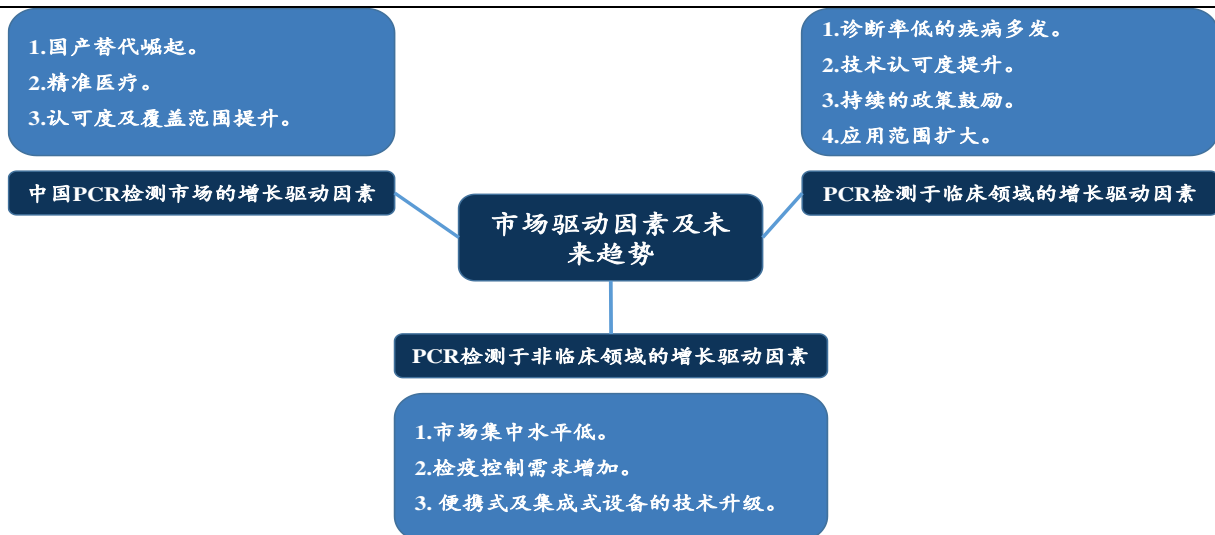 1.国产替代崛起。
2.精准医疗。
3.认可度及覆盖范围提升。
中国PCR检测市场的增长驱动因素
1.诊断率低的疾病多发。
2.技术认可度提升。
3.持续的政策鼓励。
4.应用范围扩大。
PCR检测于临床领域的增长驱动因素
市场驱动因素及未
来趋势
PCR检测于非临床领域的增长驱动因素
1.市场集中水平低。
2.检疫控制需求增加。
3. 便携式及集成式设备的技术升级。